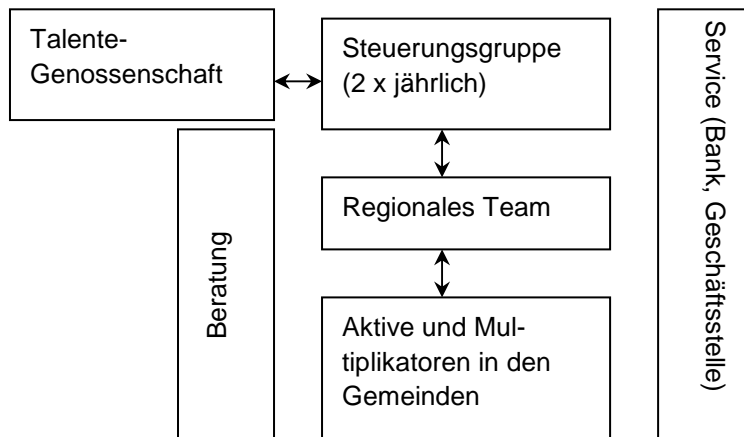 Talente-
Genossenschaft
Steuerungsgruppe
(2 x jährlich)
Regionales Team
Beratung
Aktive und Mul-
tiplikatoren in den
Gemeinden
Service (Bank, Geschäftsstelle)